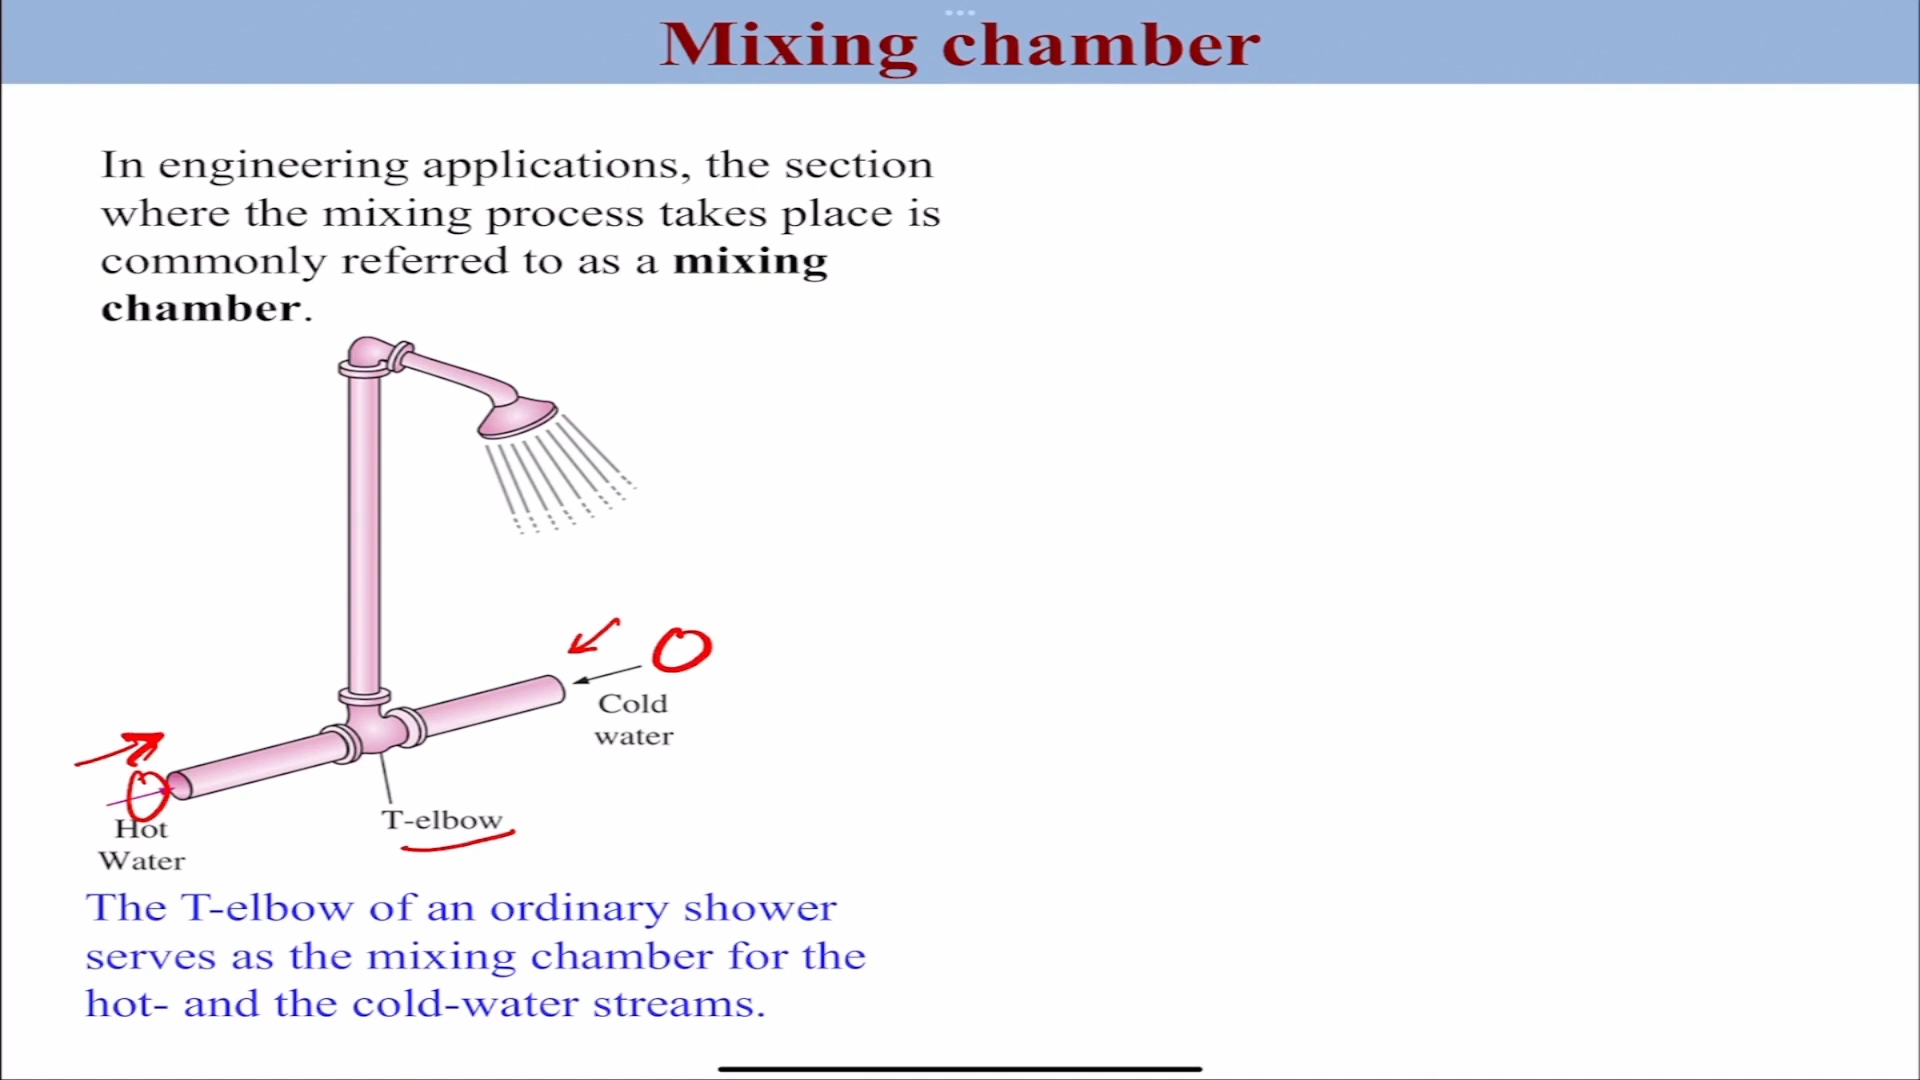 Mixing chamber
In engineering applications, the section
where the mixing process takes place is
commonly referred to as a mixing
chamber.
Cold
water
T-elbow
Hot
Water
The T-elbow of an ordinary shower
serves as the mixing chamber for the
hot- and the cold-water streams.